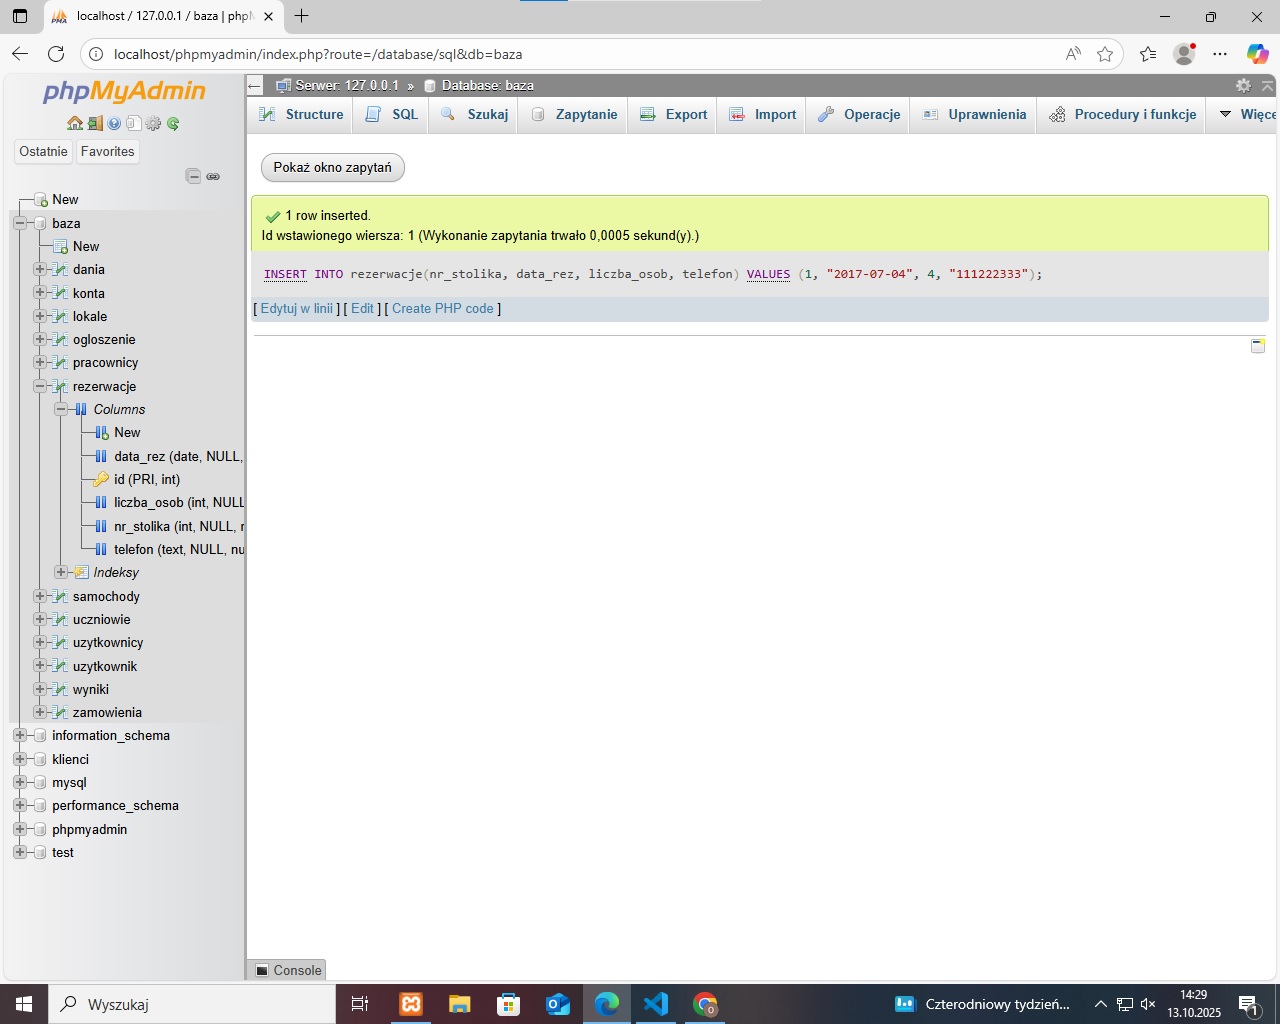 localhost / 127.0.0.1 / baza | phpM
localhost/phpmyadmin/index.php?route=/database/sql&db=baza
phpMyAdmin
Ostatnie
Favorites
New
baza
New
dania
konta
lokale
ogloszenie
pracownicy
rezerwacje
Columns
New
data_rez (date, NULL,
id (PRI, int)
liczba_osob (int, NULL
nr_stolika (int, NULL, n
telefon (text, NULL, nu
Indeksy
samochody
uczniowie
uzytkownicy
uzytkownik
wyniki
zamowienia
information_schema
klienci
mysql
performance_schema
phpmyadmin
test
Serwer: 127.0.0.1 » Database: baza
Structure SQL Szukaj Zapytanie Export Import Operacje Uprawnienia Procedury i funkcje Więce
Pokaż okno zapytań
1 row inserted.
Id wstawionego wiersza: 1 (Wykonanie zapytania trwało 0,0005 sekund(y).)
INSERT INTO rezerwacje(nr_stolika, data_rez, liczba_osob, telefon) VALUES (1, "2017-07-04", 4, "111222333");
[ Edytuj w linii ] [ Edit ] [ Create PHP code ]
Console
Wyszukaj
Czterodniowy tydzień...
14:29
13.10.2025
1